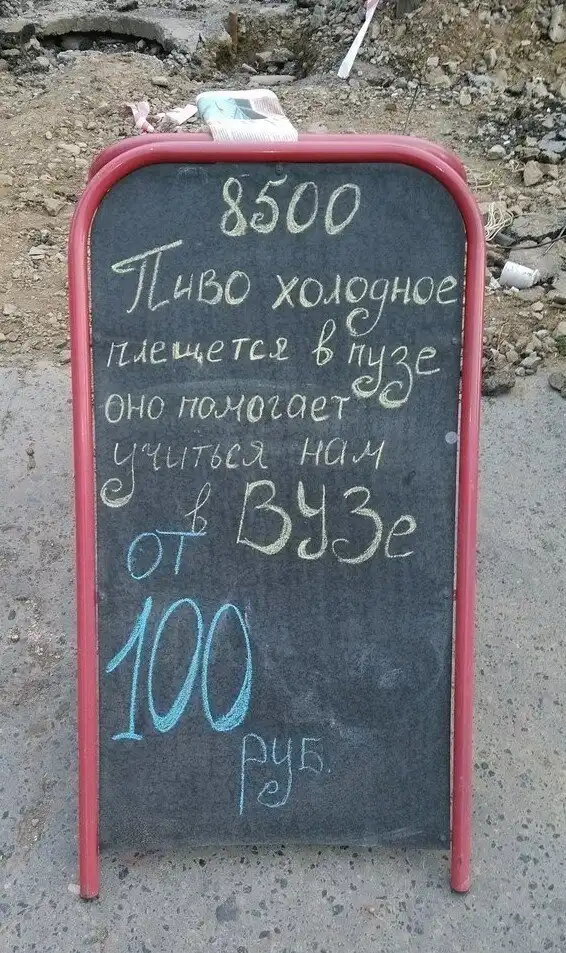 8500
Пиво холодное
плещется в пузе
оно помогает
учиться нам
в ВУЗе
от
100
руб.